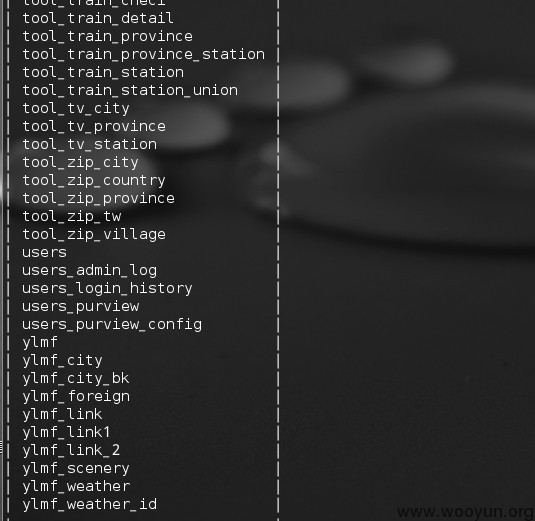 | tool_train_detail |
| tool_train_province |
| tool_train_province_station |
| tool_train_station |
| tool_train_station_union |
| tool_tv_city |
| tool_tv_province |
| tool_tv_station |
| tool_zip_city |
| tool_zip_country |
| tool_zip_province |
| tool_zip_tw |
| tool_zip_village |
| users |
| users_admin_log |
| users_login_history |
| users_purview |
| users_purview_config |
| ylmf |
| ylmf_city |
| ylmf_city_bk |
| ylmf_foreign |
| ylmf_link |
| ylmf_link1 |
| ylmf_link_2 |
| ylmf_scenery |
| ylmf_weather |
| ylmf_weather_id |
www.wooyun.org